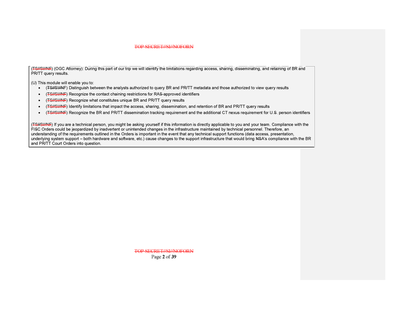 TOP SECRET//SI//NOFORN
(TS//SI//NF) (OGC Attorney): During this part of our trip we will identify the limitations regarding access, sharing, disseminating, and retaining of BR and
PR/TT query results.
(U) This module will enable you to:
• (TS//SI//NF) Distinguish between the analysts authorized to query BR and PR/TT metadata and those authorized to view query results
• (TS//SI//NF) Recognize the contact chaining restrictions for RAS-approved identifiers
• (TS//SI//NF) Recognize what constitutes unique BR and PR/TT query results
• (TS//SI//NF) Identify limitations that impact the access, sharing, dissemination, and retention of BR and PR/TT query results
• (TS//SI//NF) Recognize the BR and PR/TT dissemination tracking requirement and the additional CT nexus requirement for U.S. person identifiers
(TS//SI//NF) If you are a technical person, you might be asking yourself if this information is directly applicable to you and your team. Compliance with the
FISC Orders could be jeopardized by inadvertent or unintended changes in the infrastructure maintained by technical personnel. Therefore, an
understanding of the requirements outlined in the Orders is important in the event that any technical support functions (data access, presentation,
underlying system support – both hardware and software, etc.) cause changes to the support infrastructure that would bring NSA's compliance with the BR
and PR/TT Court Orders into question.
TOP SECRET//SI//NOFORN
Page 2 of 39